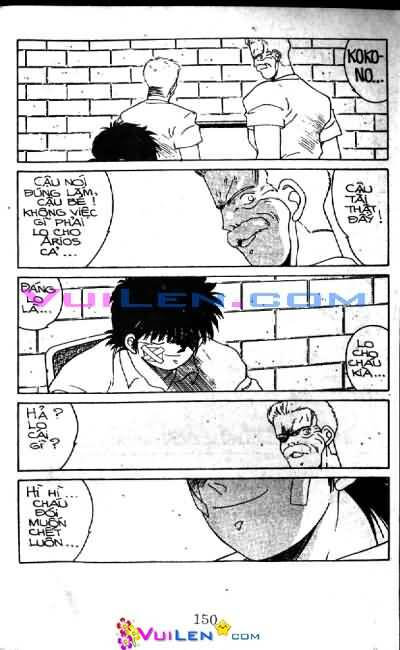 KOKO-
NO...
CẬU NÓI
ĐÚNG LẮM,
CẬU BÉ !
KHÔNG VIỆC
GÌ PHẢI
LO CHO
ARIOS
CẢ ...
CẬU
TÀI
THẬT
ĐẤY !
ĐÁNG
LO
LÀ...
VUILEN.COM
LO
CHO
CHÁU
KÌA...
HẢ ?
LO
CÁI
GÌ ?
HÌ HÌ...
CHÁU
ĐÓI
MUỐN
CHẾT
LUÔN...
150
VUILEN.COM